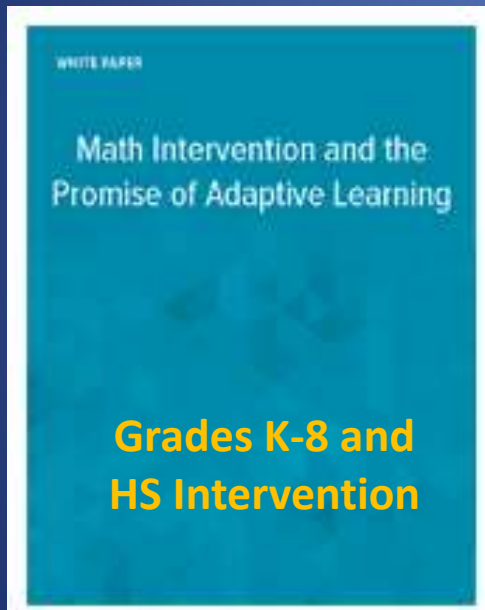 WHITE PAPER
Math Intervention and the
Promise of Adaptive Learning
Grades K-8 and
HS Intervention